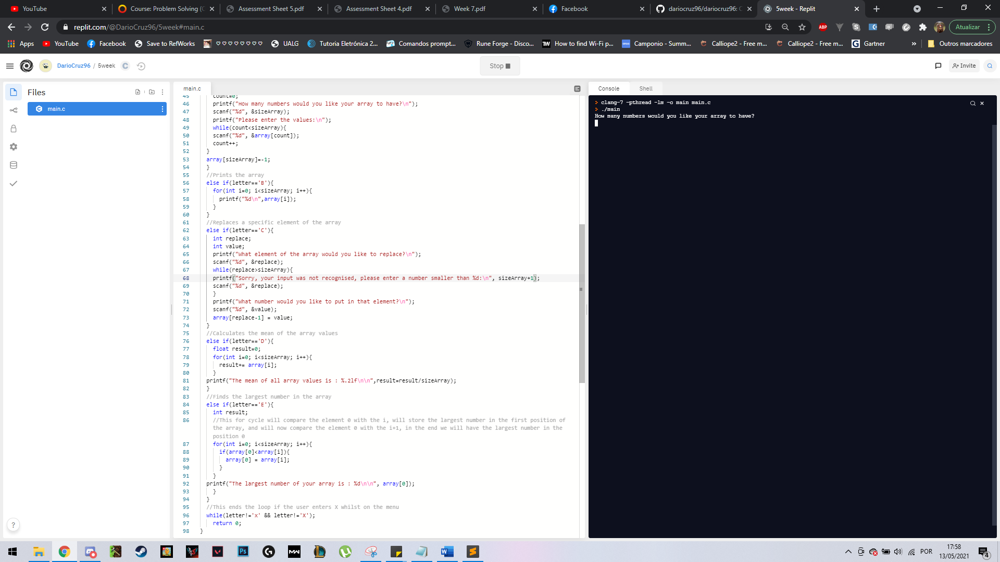 YouTube
Course: Problem Solving (C
Assessment Sheet 5.pdf
Assessment Sheet 4.pdf
Week 7.pdf
Facebook
dariocruz96/dariocruz96: C
5week - Replit
replit.com/@DarioCruz96/5week#main.c
ABP
Atualizar
Apps
YouTube
Facebook
Save to RefWorks
♡ ♡ ♡ ♡ ♡ ♡ ♡ ♡
UALG
Tutoria Eletrónica 2...
Comandos prompt...
Rune Forge - Disco...
How to find Wi-Fi p...
Camponio - Summ...
Calliope2 - Free m...
Calliope2 - Free m...
Gartner
»
Outros marcadores
DarioCruz96 / 5week
C
Stop
Invite
Files
main.c
main.c
Console
Shell
45 count=0;
46 printf("How many numbers would you like your array to have?\n");
47 scanf("%d", &sizeArray);
48 printf("Please enter the values:\n");
49 while(count<sizeArray){
50 scanf("%d", &array[count]);
51 count++;
52 }
53 array[sizeArray]=-1;
54 }
55 //Prints the array
56 else if(letter=='B'){
57 for(int i=0; i<sizeArray; i++){
58 printf("%d\n",array[i]);
59 }
60 }
61 //Replaces a specific element of the array
62 else if(letter=='C'){
63 int replace;
64 int value;
65 printf("What element of the array would you like to replace?\n");
66 scanf("%d", &replace);
67 while(replace>sizeArray){
68 printf("Sorry, your input was not recognised, please enter a number smaller than %d:\n", sizeArray+1);
69 scanf("%d", &replace);
70 }
71 printf("What number would you like to put in that element?\n");
72 scanf("%d", &value);
73 array[replace-1] = value;
74 }
75 //Calculates the mean of the array values
76 else if(letter=='D'){
77 float result=0;
78 for(int i=0; i<sizeArray; i++){
79 result+= array[i];
80 }
81 printf("The mean of all array values is : %.2lf\n\n",result=result/sizeArray);
82 }
83 //Finds the largest number in the array
84 else if(letter=='E'){
85 int result;
86 //This for cycle will compare the element 0 with the i, will store the largest number in the first position of
the array, and will now compare the element 0 with the i+1, in the end we will have the largest number in the
position 0
87 for(int i=0; i<sizeArray; i++){
88 if(array[0]<array[i]){
89 array[0] = array[i];
90 }
91 }
92 printf("The largest number of your array is : %d\n\n", array[0]);
93 }
94 }
95 //This ends the loop if the user enters X whilst on the menu
96 while(letter!='x' && letter!='X');
97 return 0;
98 }
> clang-7 -pthread -lm -o main main.c
> ./main
How many numbers would you like your array to have?
?
POR
17:58
13/05/2021
4